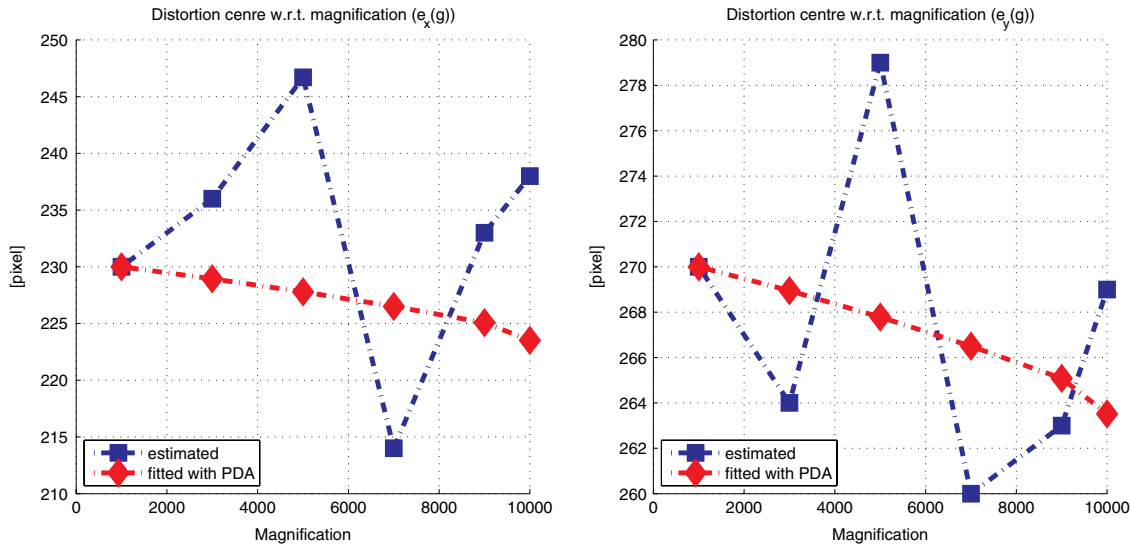 Distortion cenre w.r.t. magnification (e_x(g))
250
245
240
235
230
225
220
215
210
[pixel]
0 2000 4000 6000 8000 10000
Magnification
estimated
fitted with PDA
Distortion centre w.r.t. magnification (e_y(g))
280
278
276
274
272
270
268
266
264
262
260
[pixel]
0 2000 4000 6000 8000 10000
Magnification
estimated
fitted with PDA